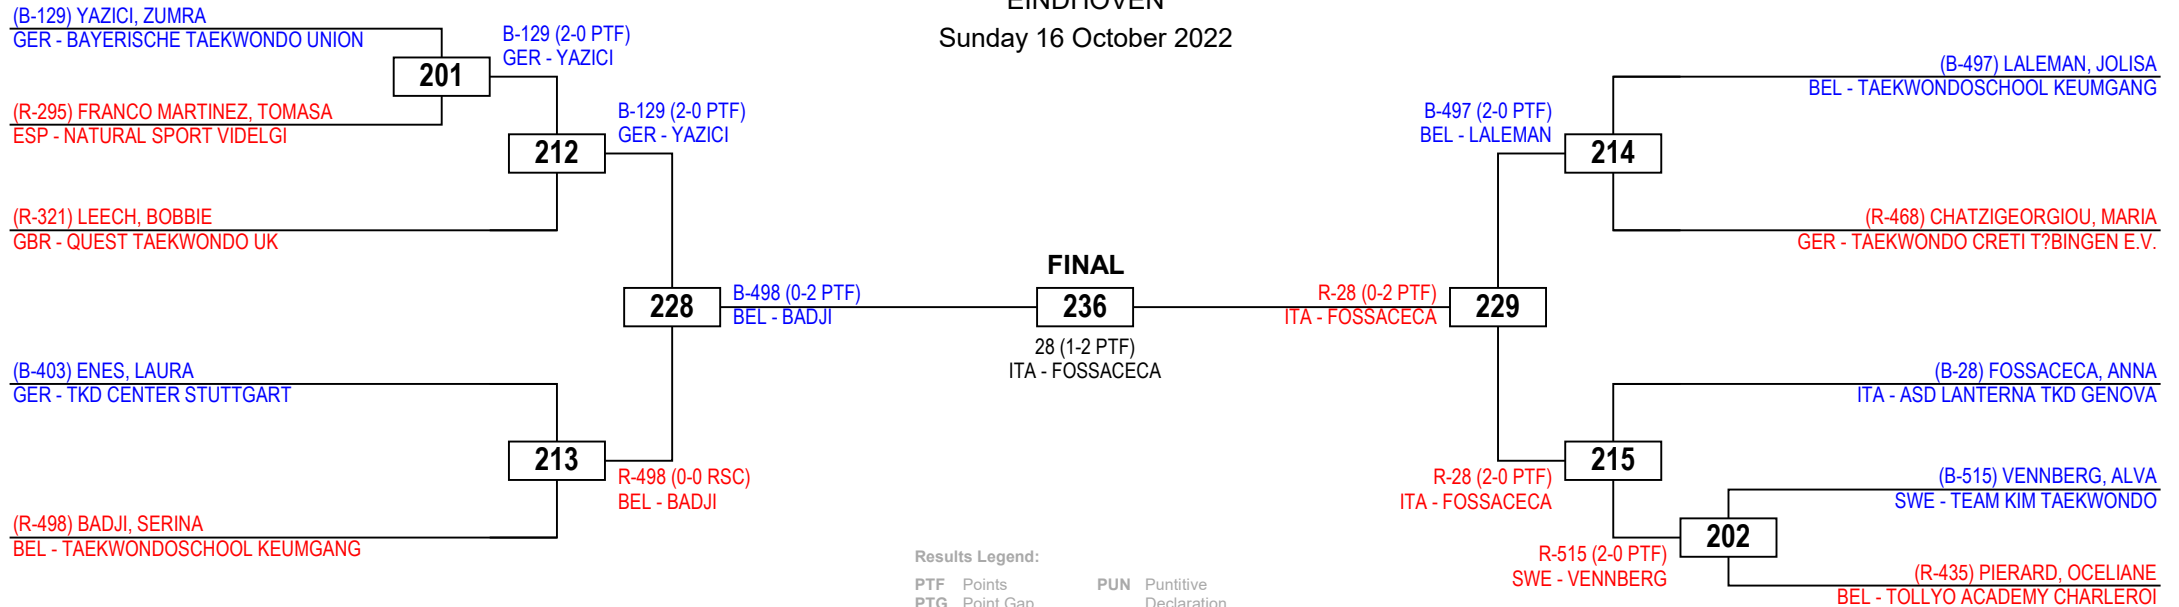 EINDHOVEN
Sunday 16 October 2022
(B-129) YAZICI, ZUMRA
GER - BAYERISCHE TAEKWONDO UNION
201
(R-295) FRANCO MARTINEZ, TOMASA
ESP - NATURAL SPORT VIDELGI
B-129 (2-0 PTF)
GER - YAZICI
212
(R-321) LEECH, BOBBIE
GBR - QUEST TAEKWONDO UK
B-129 (2-0 PTF)
GER - YAZICI
228
B-498 (0-2 PTF)
BEL - BADJI
(B-403) ENES, LAURA
GER - TKD CENTER STUTTGART
213
R-498 (0-0 RSC)
BEL - BADJI
(R-498) BADJI, SERINA
BEL - TAEKWONDOSCHOOL KEUMGANG
FINAL
236
28 (1-2 PTF)
ITA - FOSSACECA
(B-497) LALEMAN, JOLISA
BEL - TAEKWONDOSCHOOL KEUMGANG
B-497 (2-0 PTF)
BEL - LALEMAN
214
(R-468) CHATZIGEORGIOU, MARIA
GER - TAEKWONDO CRETI T?BINGEN E.V.
R-28 (0-2 PTF)
ITA - FOSSACECA
229
(B-28) FOSSACECA, ANNA
ITA - ASD LANTERNA TKD GENOVA
215
R-28 (2-0 PTF)
ITA - FOSSACECA
(B-515) VENNBERG, ALVA
SWE - TEAM KIM TAEKWONDO
202
R-515 (2-0 PTF)
SWE - VENNBERG
(R-435) PIERARD, OCELIANE
BEL - TOLLYO ACADEMY CHARLEROI
Results Legend:
PTF Points PUN Puntitive
PTG Point Gap Declaration